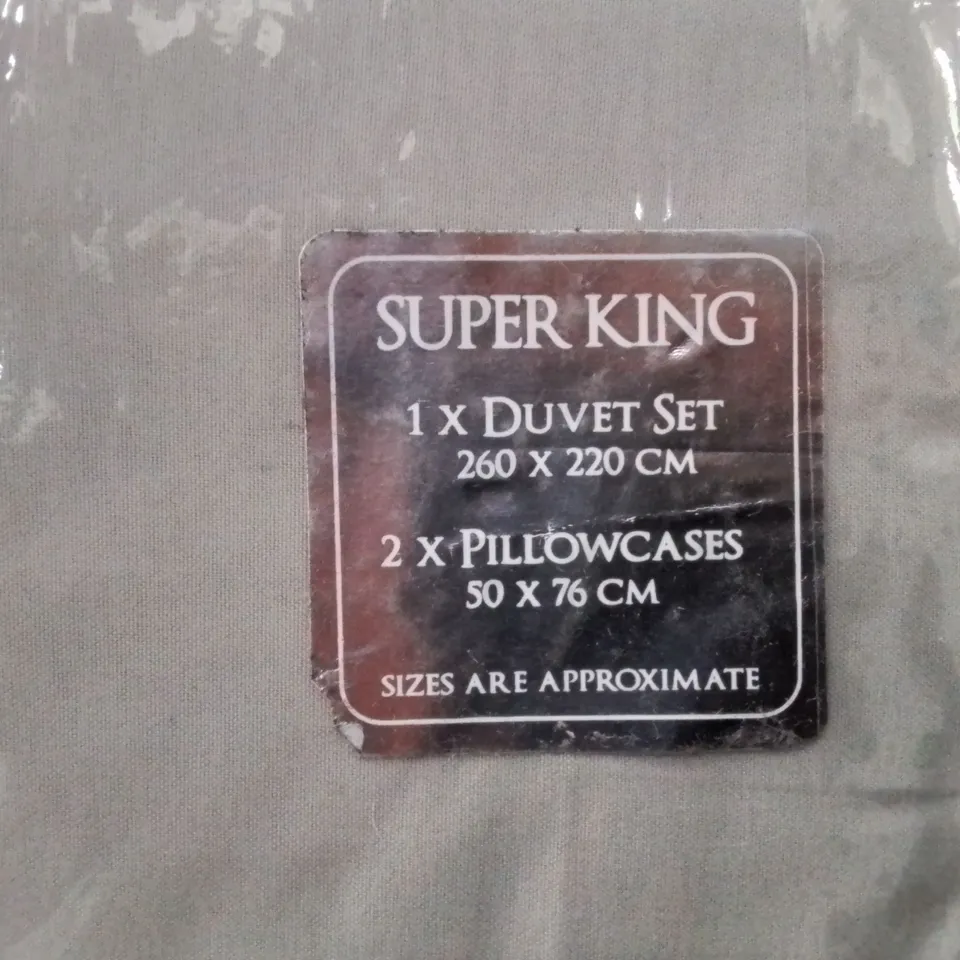 SUPER KING
1 X DUVET SET
260 X 220 CM
2 X PILLOWCASES
50 X 76 CM
SIZES ARE APPROXIMATE